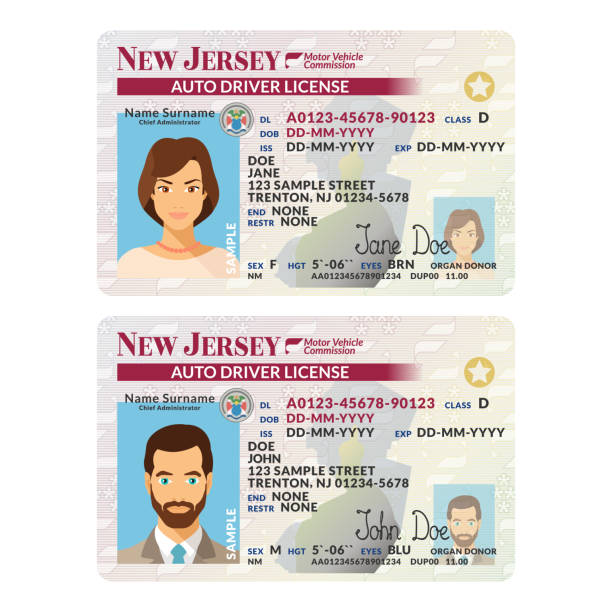 NEW JERSEY Motor Vehicle Commission
AUTO DRIVER LICENSE
Name Surname
Chief Administrator
DL A0123-45678-90123 CLASS D
DOB DD-MM-YYYY
ISS DD-MM-YYYY EXP DD-MM-YYYY
DOE
JANE
123 SAMPLE STREET
TRENTON, NJ 01234-5678
END NONE
RESTR NONE
SAMPLE
Jane Doe
SEX F HGT 5`-06`` EYES BRN ORGAN DONOR
NM AA012345678901234 DUP00 11.00
NEW JERSEY Motor Vehicle Commission
AUTO DRIVER LICENSE
Name Surname
Chief Administrator
DL A0123-45678-90123 CLASS D
DOB DD-MM-YYYY
ISS DD-MM-YYYY EXP DD-MM-YYYY
DOE
JOHN
123 SAMPLE STREET
TRENTON, NJ 01234-5678
END NONE
RESTR NONE
SAMPLE
John Doe
SEX M HGT 5`-06`` EYES BLU ORGAN DONOR
NM AA012345678901234 DUP00 11.00